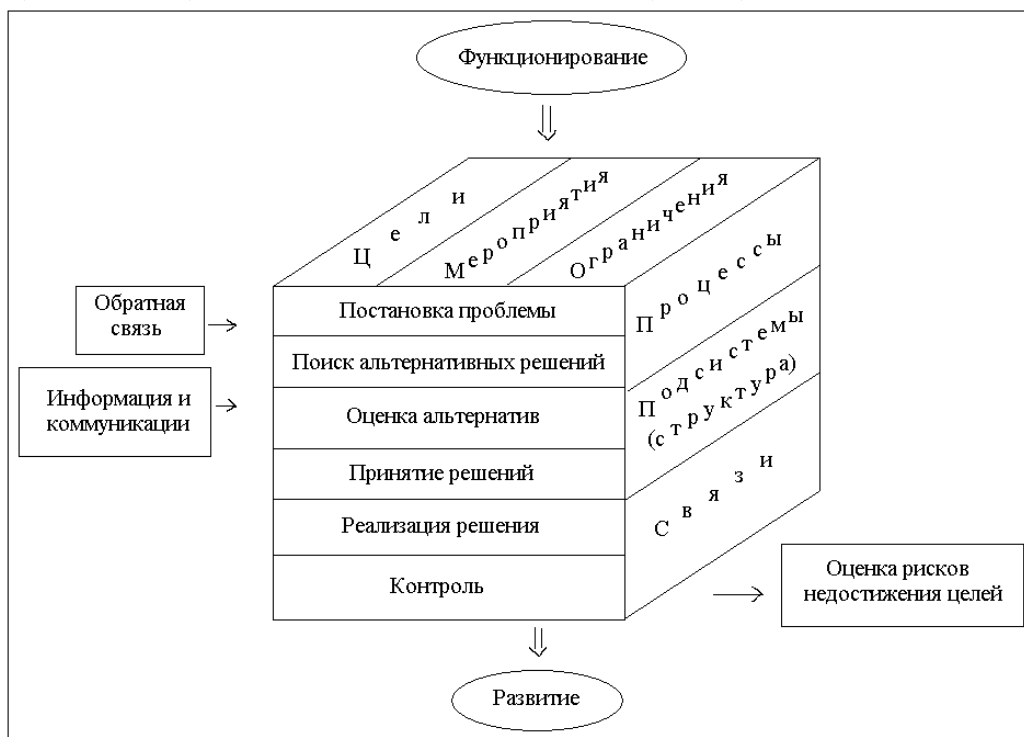 Функционирование
Цели
Мероприятия
Ограничения
Обратная
связь
Информация и
коммуникации
Постановка проблемы
Поиск альтернативных решений
Оценка альтернатив
Принятие решений
Реализация решения
Контроль
Процессы
Подсистемы
(структура)
Связи
Оценка рисков
недостижения целей
Развитие